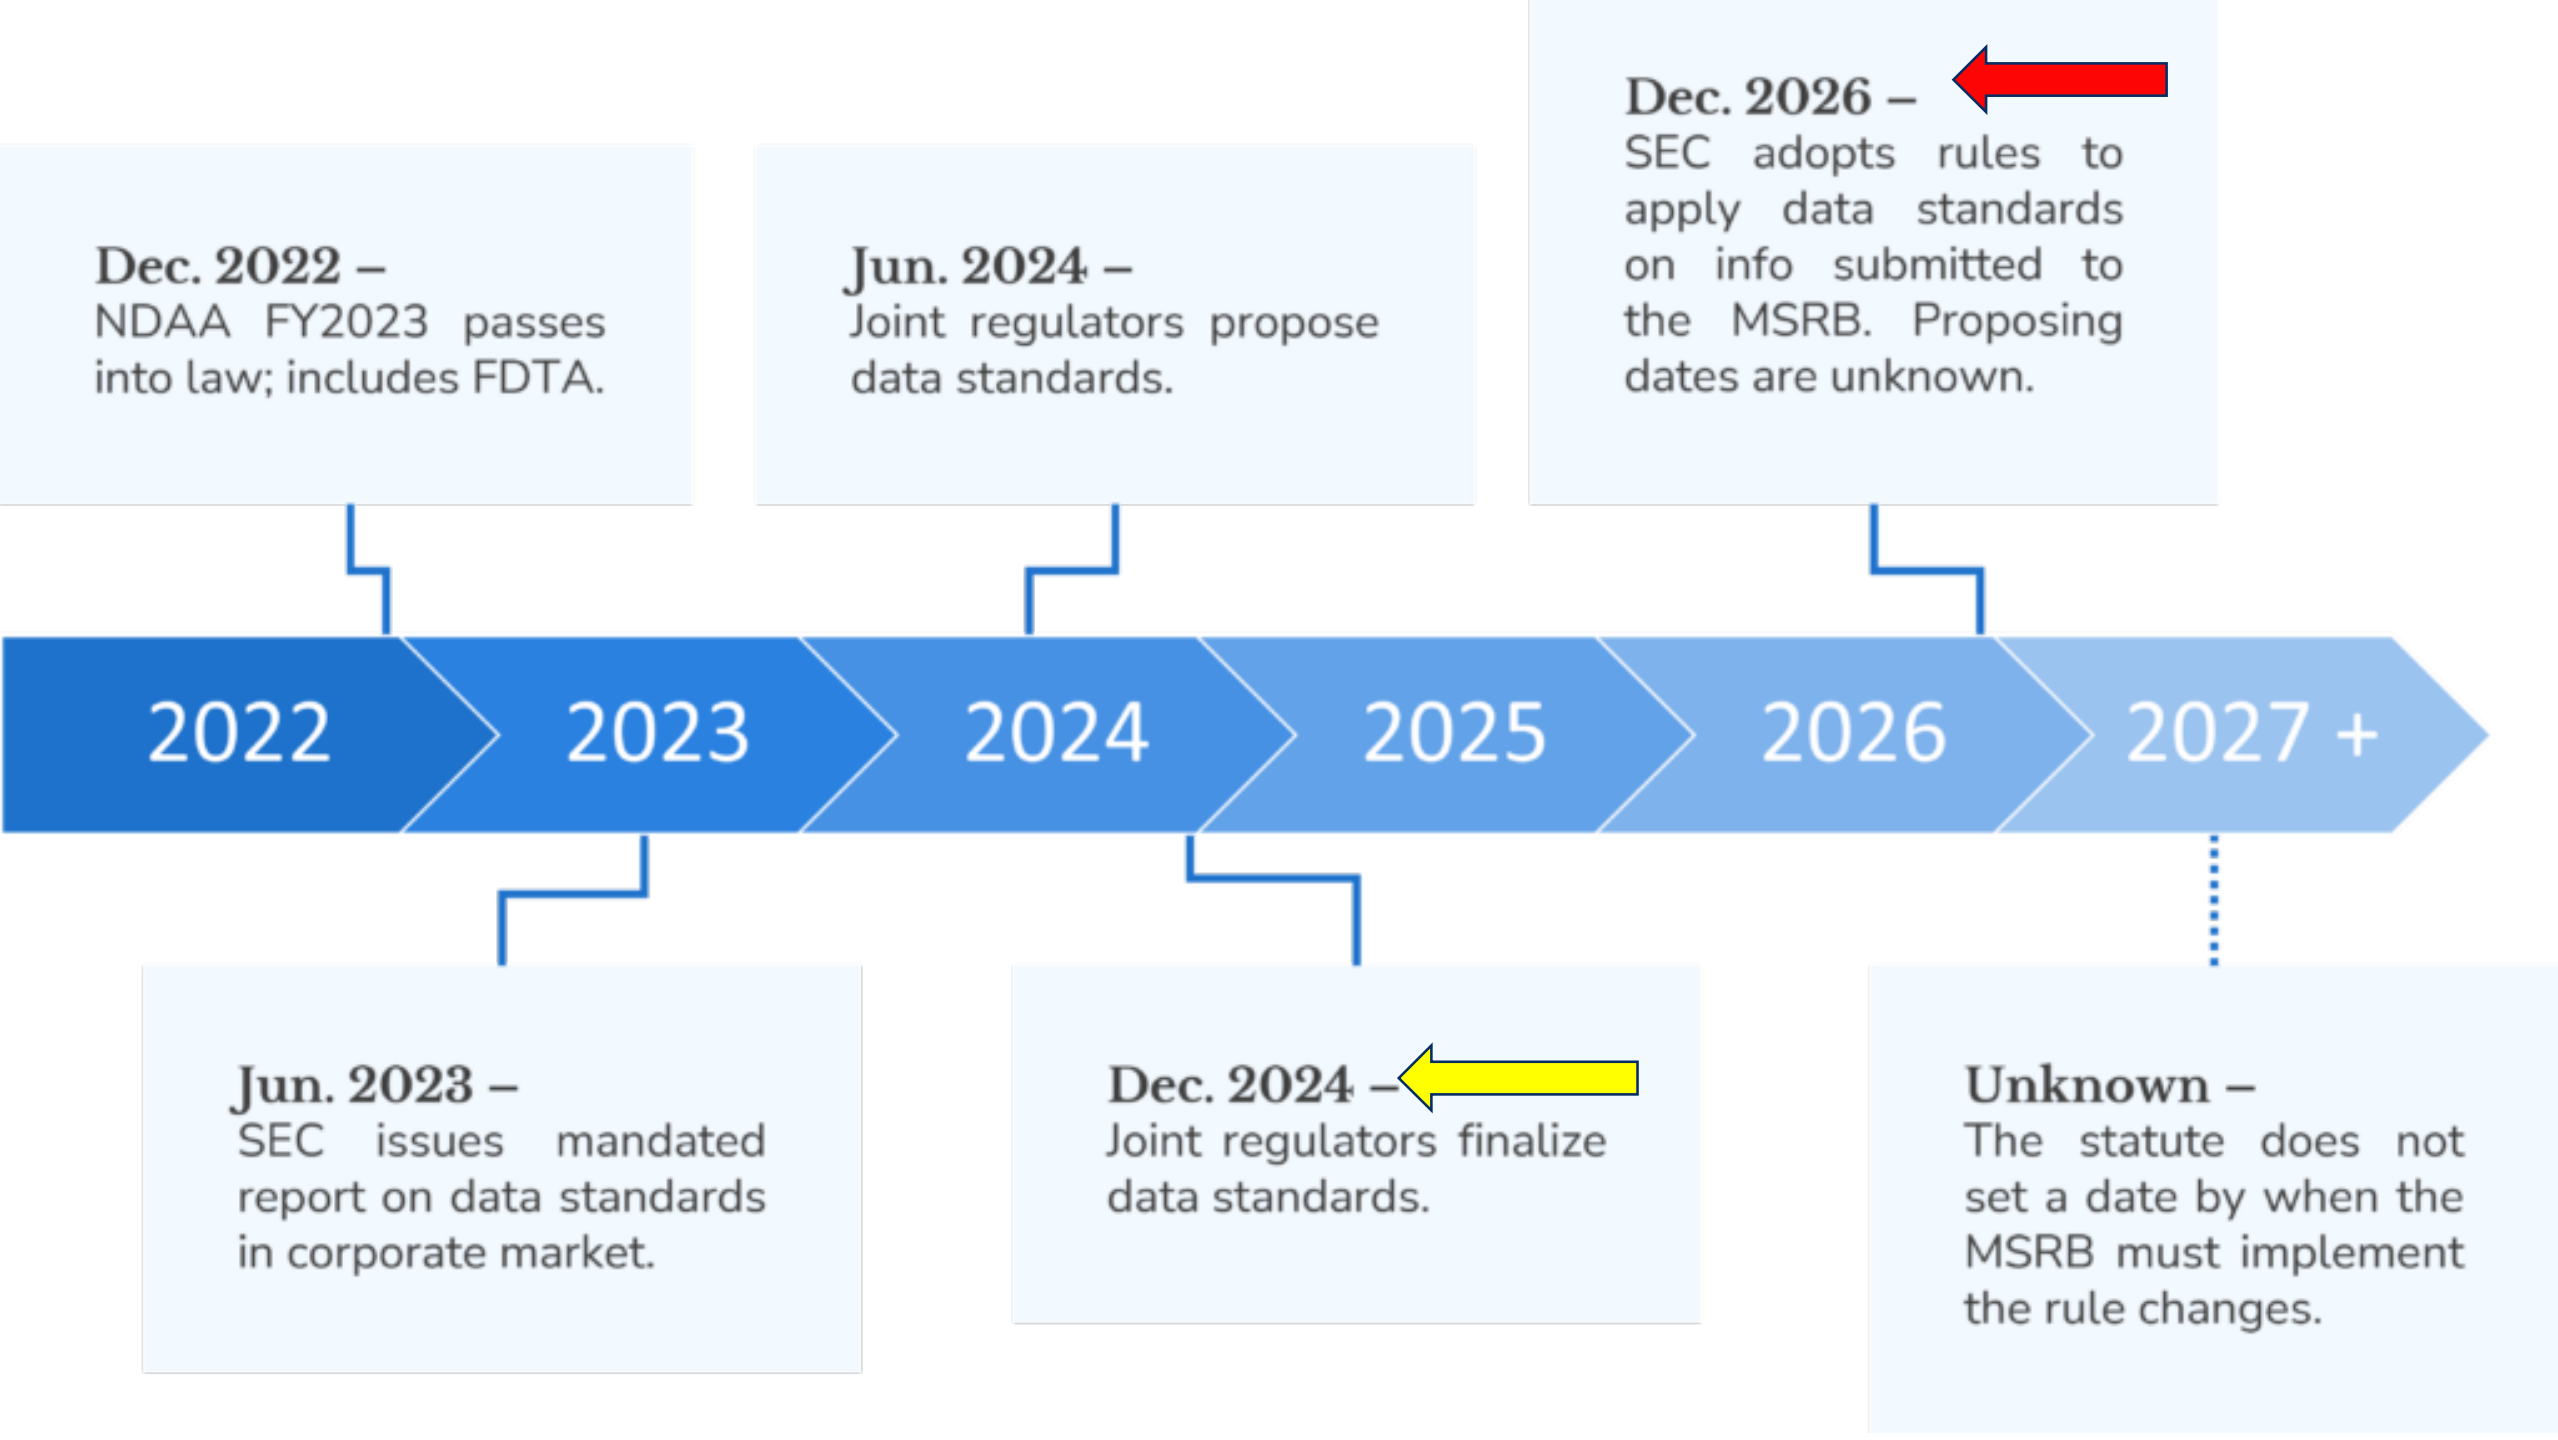 Dec. 2022 –
NDAA FY2023 passes
into law; includes FDTA.
Jun. 2024 –
Joint regulators propose
data standards.
Dec. 2026 –
SEC adopts rules to
apply data standards
on info submitted to
the MSRB. Proposing
dates are unknown.
2022
2023
2024
2025
2026
2027 +
Jun. 2023 –
SEC issues mandated
report on data standards
in corporate market.
Dec. 2024 –
Joint regulators finalize
data standards.
Unknown –
The statute does not
set a date by when the
MSRB must implement
the rule changes.